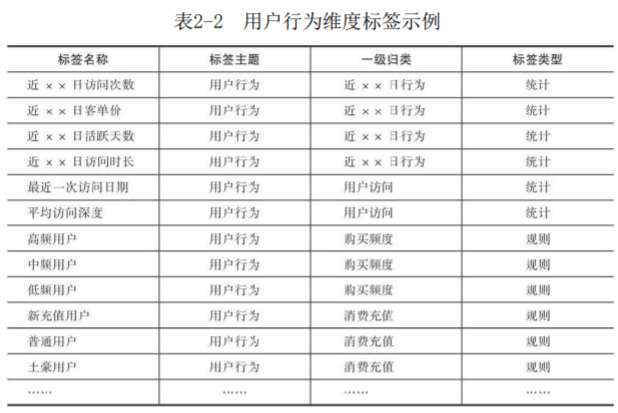 表2-2 用户行为维度标签示例
标签名称 标签主题 一级归类 标签类型
近 × × 日访问次数 用户行为 近 × × 日行为 统计
近 × × 日客单价 用户行为 近 × × 日行为 统计
近 × × 日活跃天数 用户行为 近 × × 日行为 统计
近 × × 日访问时长 用户行为 近 × × 日行为 统计
最近一次访问日期 用户行为 用户访问 统计
平均访问深度 用户行为 用户访问 统计
高频用户 用户行为 购买频度 规则
中频用户 用户行为 购买频度 规则
低频用户 用户行为 购买频度 规则
新充值用户 用户行为 消费充值 规则
普通用户 用户行为 消费充值 规则
土豪用户 用户行为 消费充值 规则
…… …… …… ……